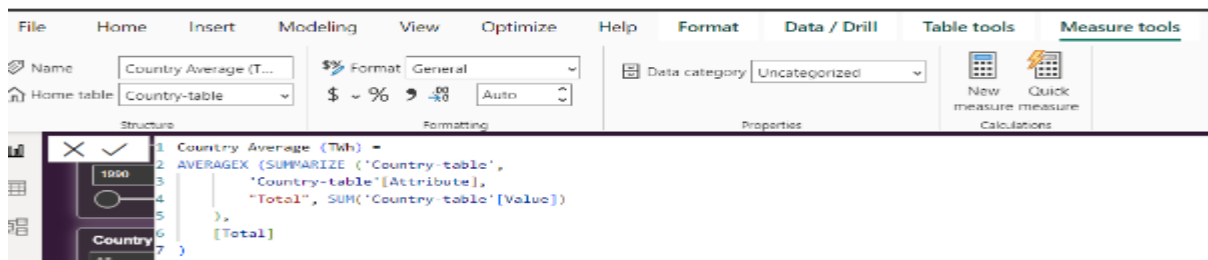 File Home Insert Modeling View Optimize Help Format Data / Drill Table tools Measure tools
Name Country Average (T...
Home table Country-table
Structure
$% Format General
$ % 9 .00 Auto
Formatting
Data category Uncategorized
Properties
New measure
Quick measure
Calculations
1990
Country
1 Country Average (TWh) =
2 AVERAGEX (SUMMARIZE ('Country-table',
3 'Country-table'[Attribute],
4 "Total", SUM('Country-table'[Value])
5 ),
6 [Total]
7 )